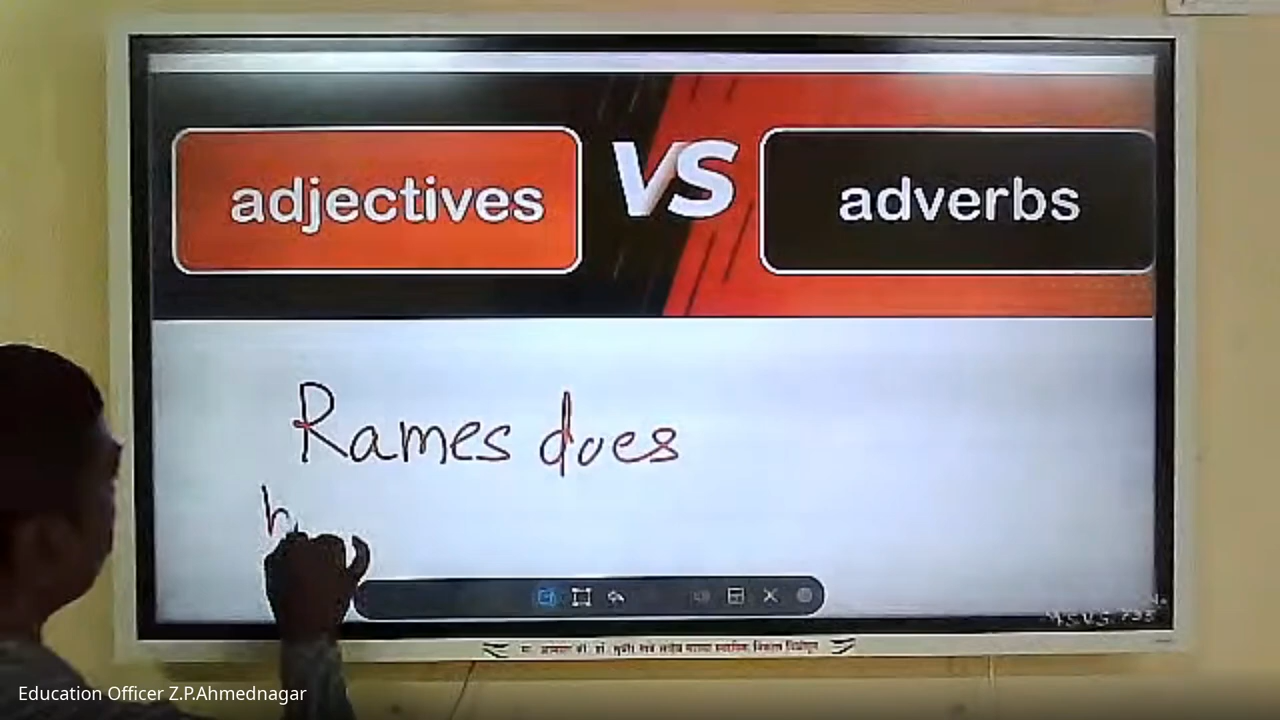 adjectives VS adverbs
Rames does
h
Education Officer Z.P.Ahmednagar